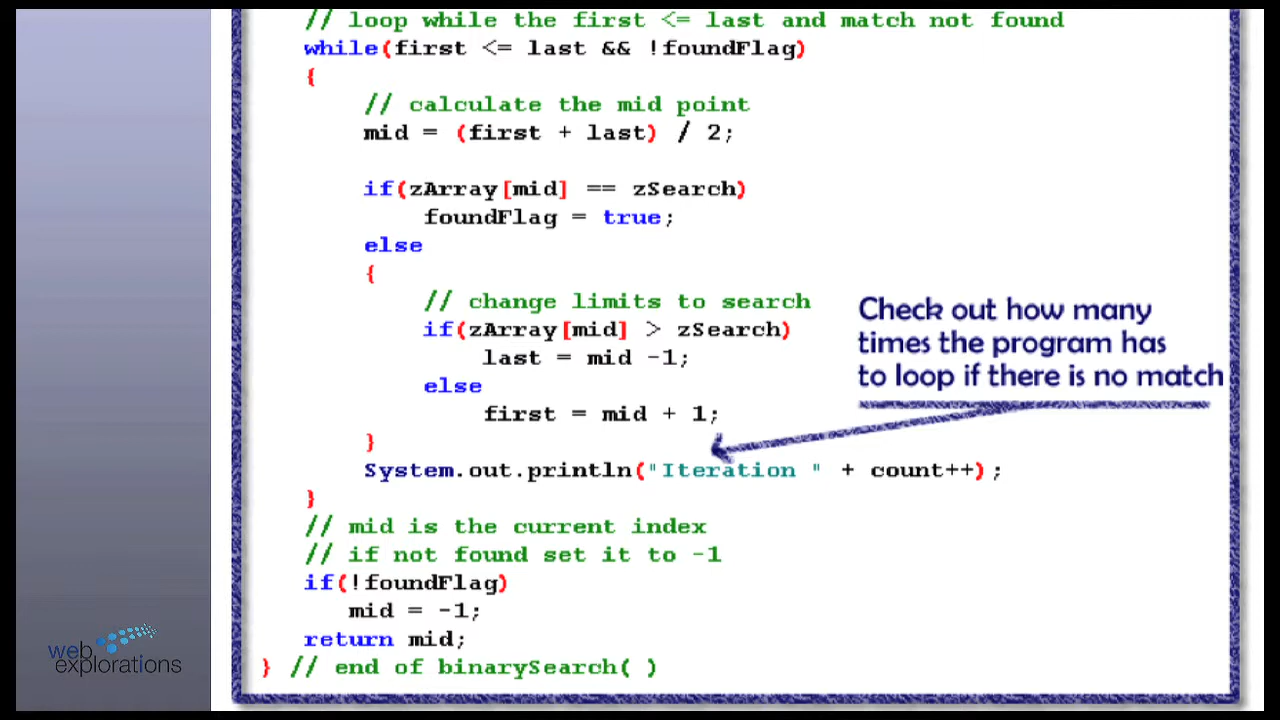 // loop while the first <= last and match not found
while(first <= last && !foundFlag)
{
// calculate the mid point
mid = (first + last) / 2;
if(zArray[mid] == zSearch)
foundFlag = true;
else
{
// change limits to search
if(zArray[mid] > zSearch)
last = mid -1;
else
first = mid + 1;
}
System.out.println("Iteration " + count++);
}
// mid is the current index
// if not found set it to -1
if(!foundFlag)
mid = -1;
return mid;
} // end of binarySearch( )
Check out how many
times the program has
to loop if there is no match
web
explorations